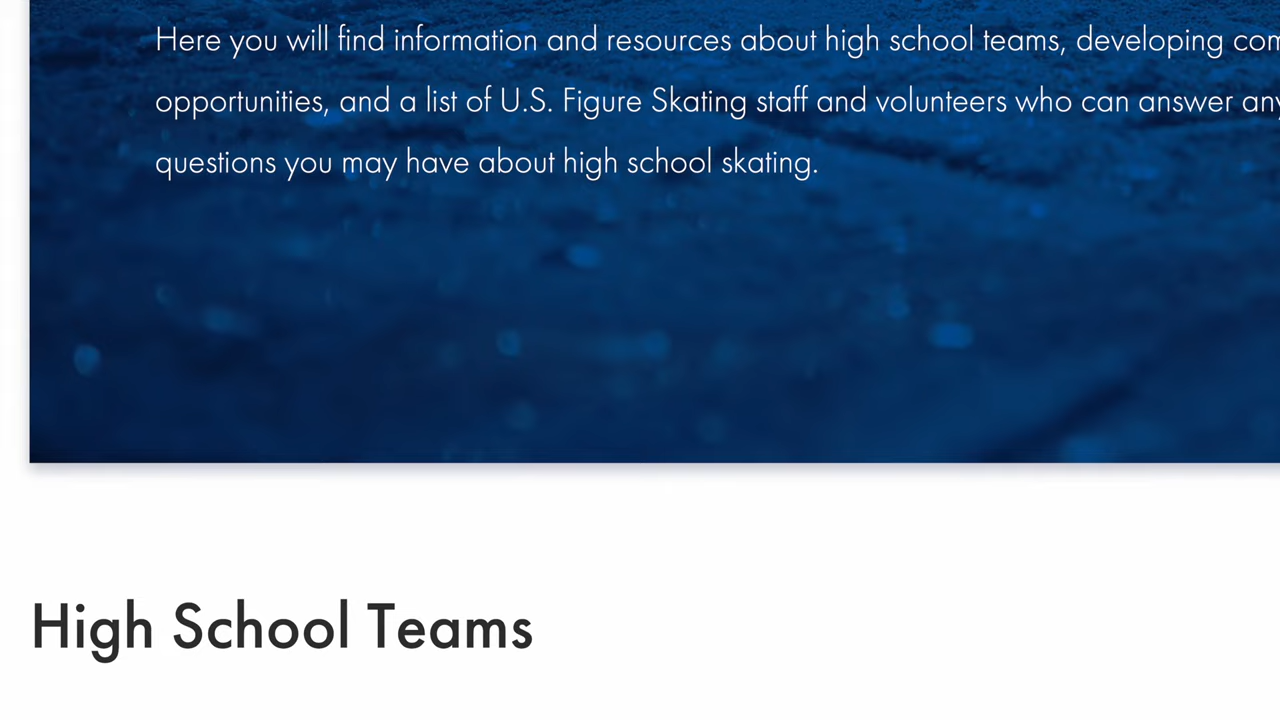 Here you will find information and resources about high school teams, developing
opportunities, and a list of U.S. Figure Skating staff and volunteers who can answer any
questions you may have about high school skating.
High School Teams